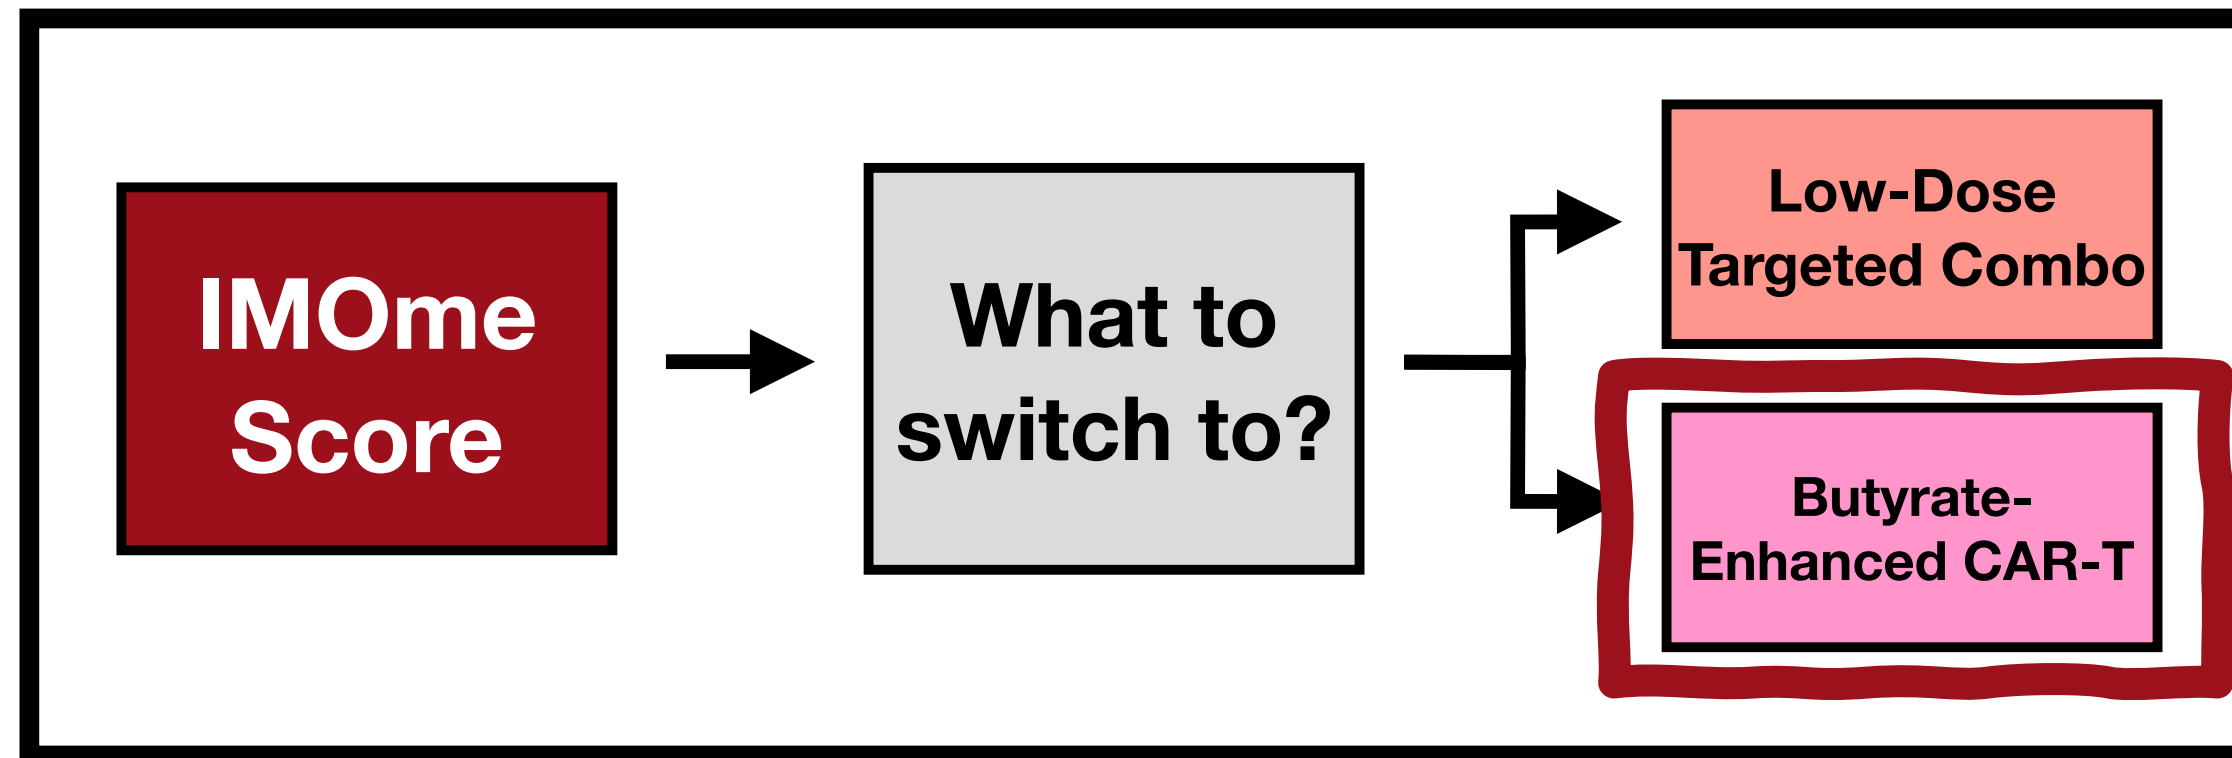 IMOme
Score
What to
switch to?
Low-Dose
Targeted Combo
Butyrate-
Enhanced CAR-T